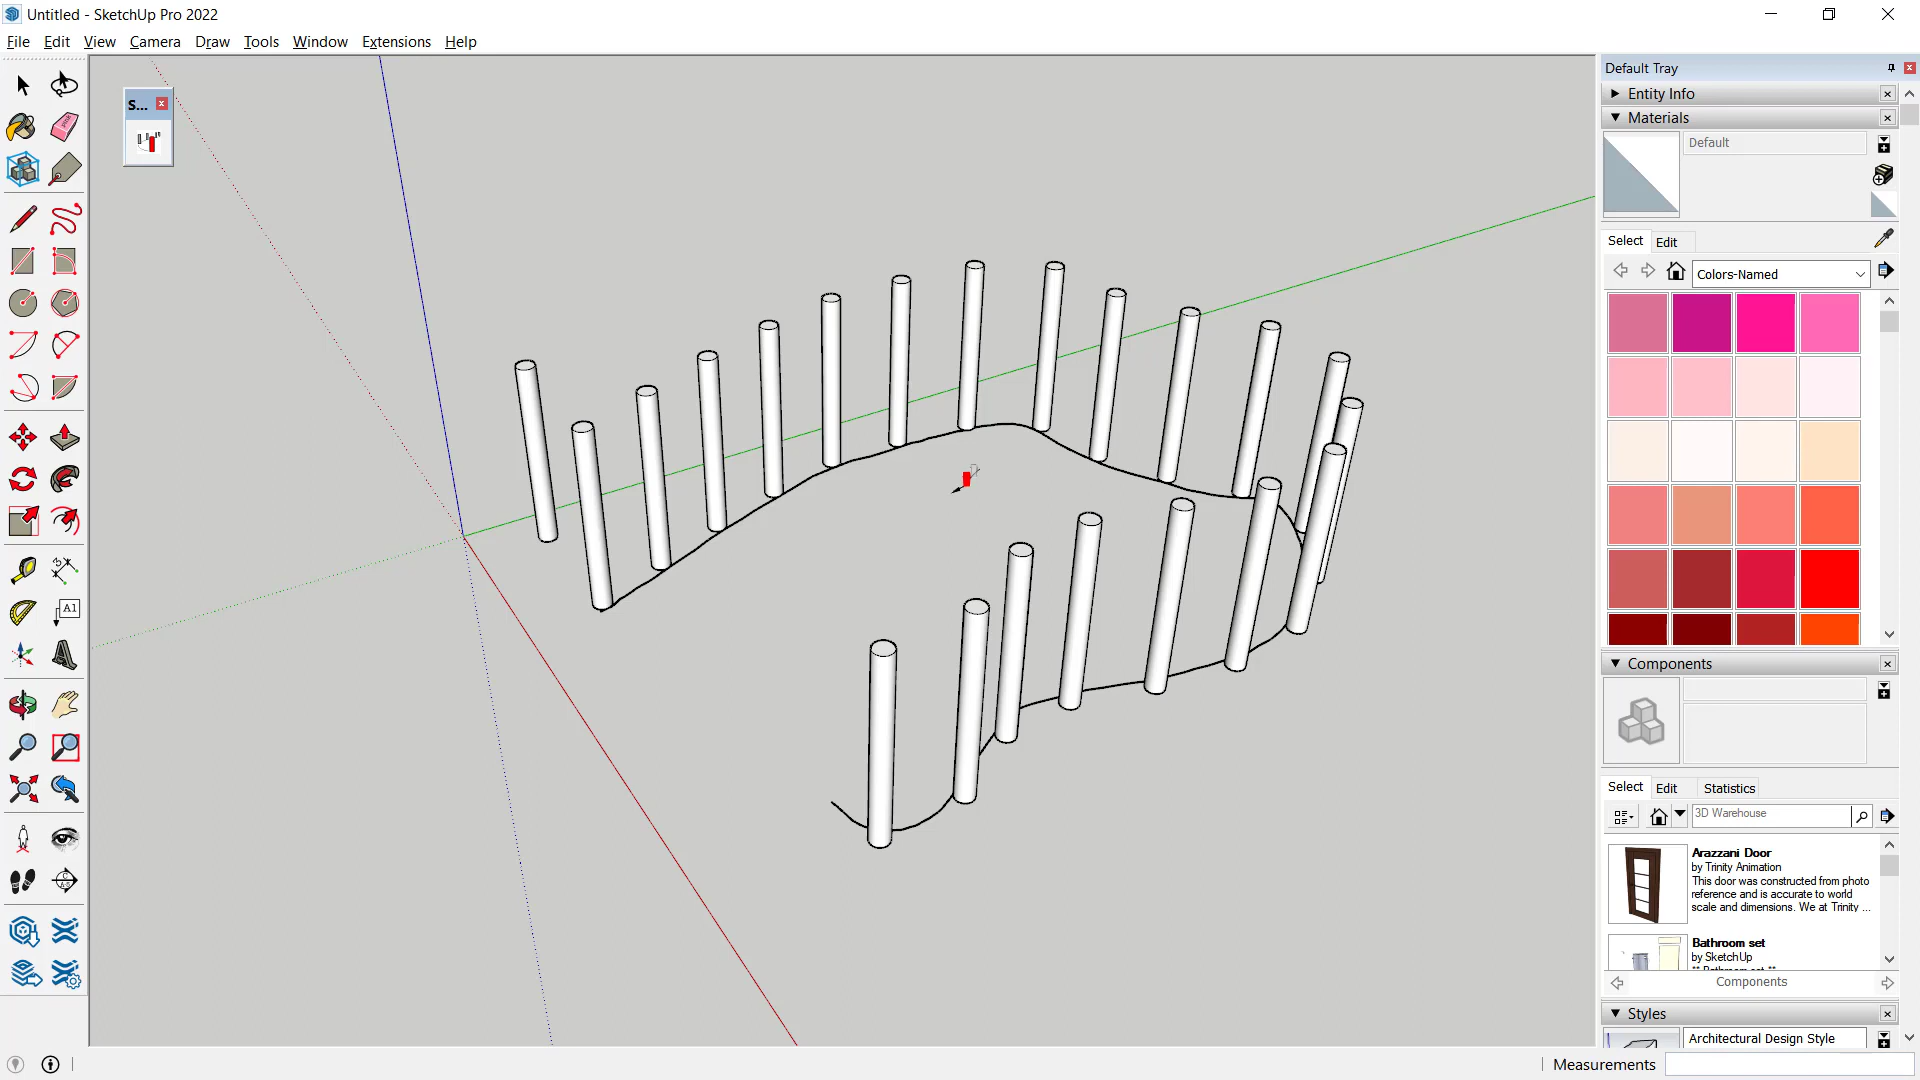 Untitled - SketchUp Pro 2022
File Edit View Camera Draw Tools Window Extensions Help
Default Tray
S...
Entity Info
Materials
Default
Select Edit
Colors-Named
A1
Components
Select Edit Statistics
3D Warehouse
Arazzani Door
by Trinity Animation
This door was constructed from photo
reference and is accurate to world
scale and dimensions. We at Trinity ...
Bathroom set
by SketchUp
Components
Styles
Architectural Design Style
Measurements